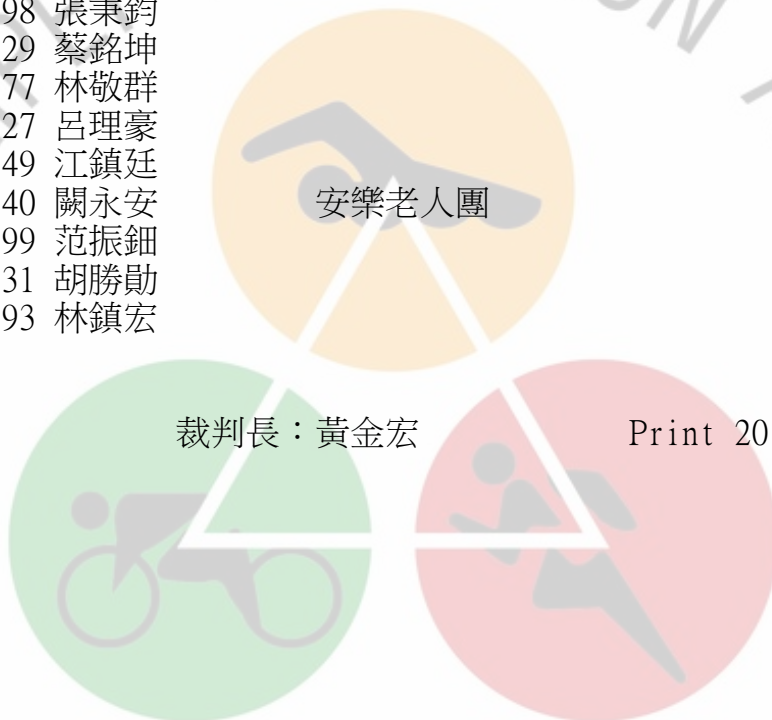 98 張秉鈞
29 蔡銘坤
77 林敬群
27 呂理豪
49 江鎮廷
40 闕永安 安樂老人團
99 范振鈿
31 胡勝勛
93 林鎮宏
裁判長：黃金宏 Print 20